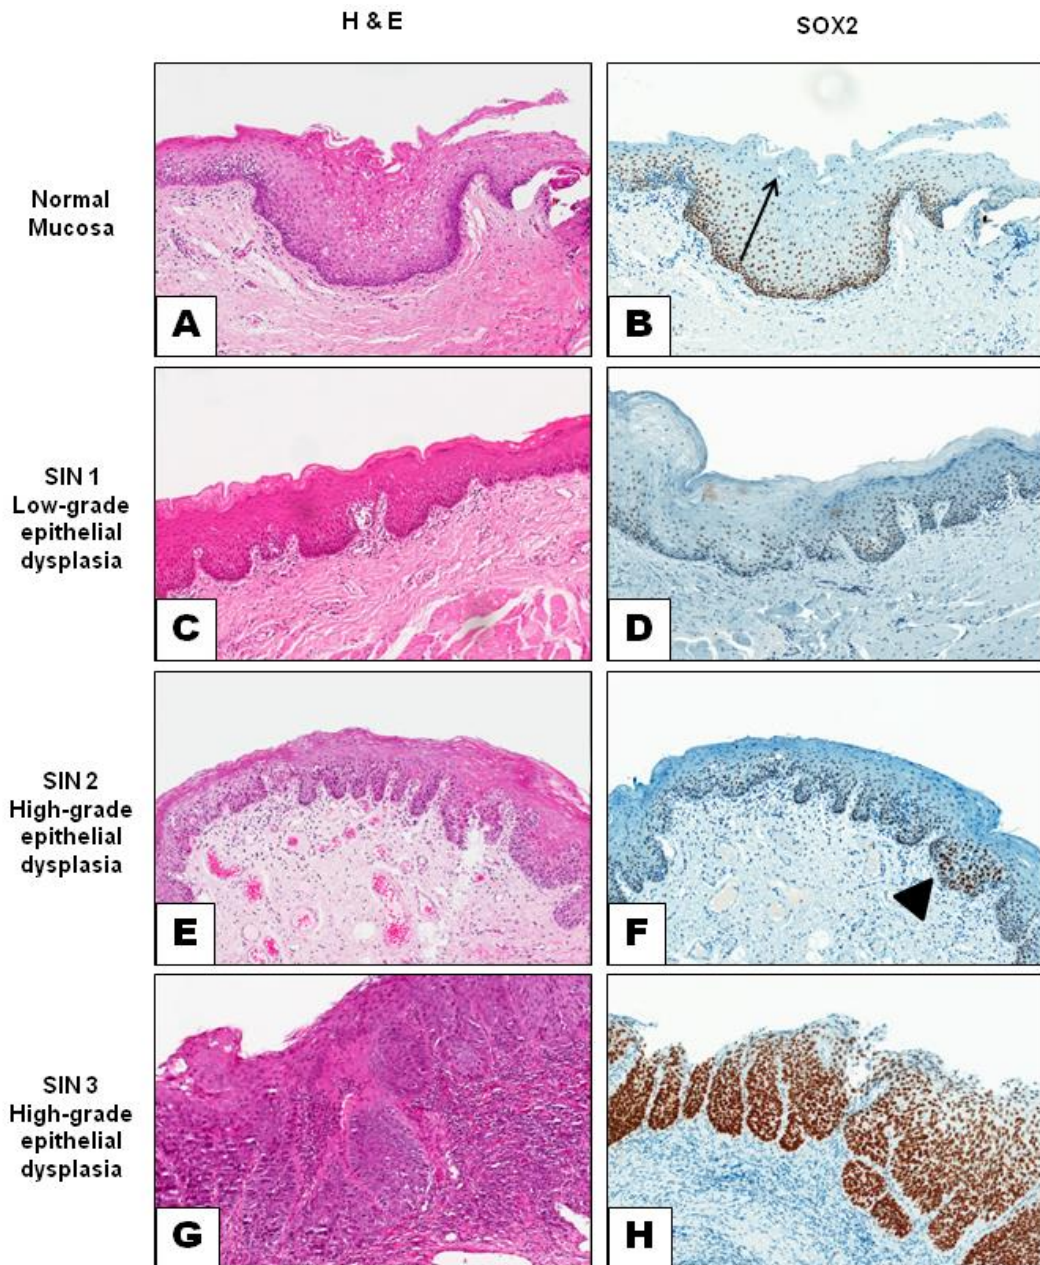 H & E
SOX2
Normal
Mucosa
A
B
SIN 1
Low-grade
epithelial
dysplasia
C
D
SIN 2
High-grade
epithelial
dysplasia
E
F
SIN 3
High-grade
epithelial
dysplasia
G
H